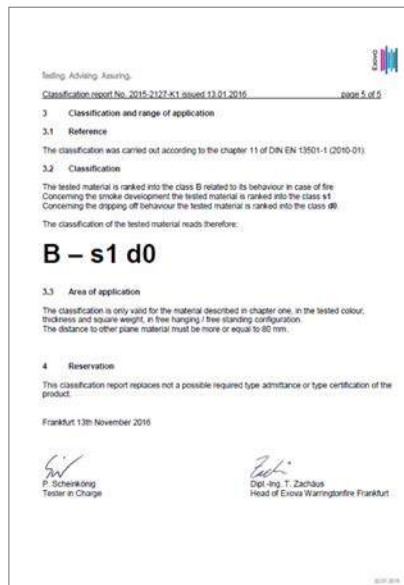 Exova
Testing. Advising. Assuring.
Classification report No. 2015-2127-K1 issued 13.01.2016 page 5 of 5
3 Classification and range of application
3.1 Reference
The classification was carried out according to the chapter 11 of DIN EN 13501-1 (2010-01)
3.2 Classification
The tested material is ranked into the class B related to its behaviour in case of fire
Concerning the smoke development the tested material is ranked into the class s1
Concerning the dripping off behaviour the tested material is ranked into the class d0.
The classification of the tested material reads therefore:
B – s1 d0
3.3 Area of application
The classification is only valid for the material described in chapter one, in the tested colour,
thickness and square weight, in free hanging / free standing configuration.
The distance to other plane material must be more or equal to 80 mm.
4 Reservation
This classification report replaces not a possible required type admittance or type certification of the
product.
Frankfurt 13th November 2016
P. Scheinkönig Dipl.-Ing. T. Zachäus
Tester in Charge Head of Exova Warringtonfire Frankfurt